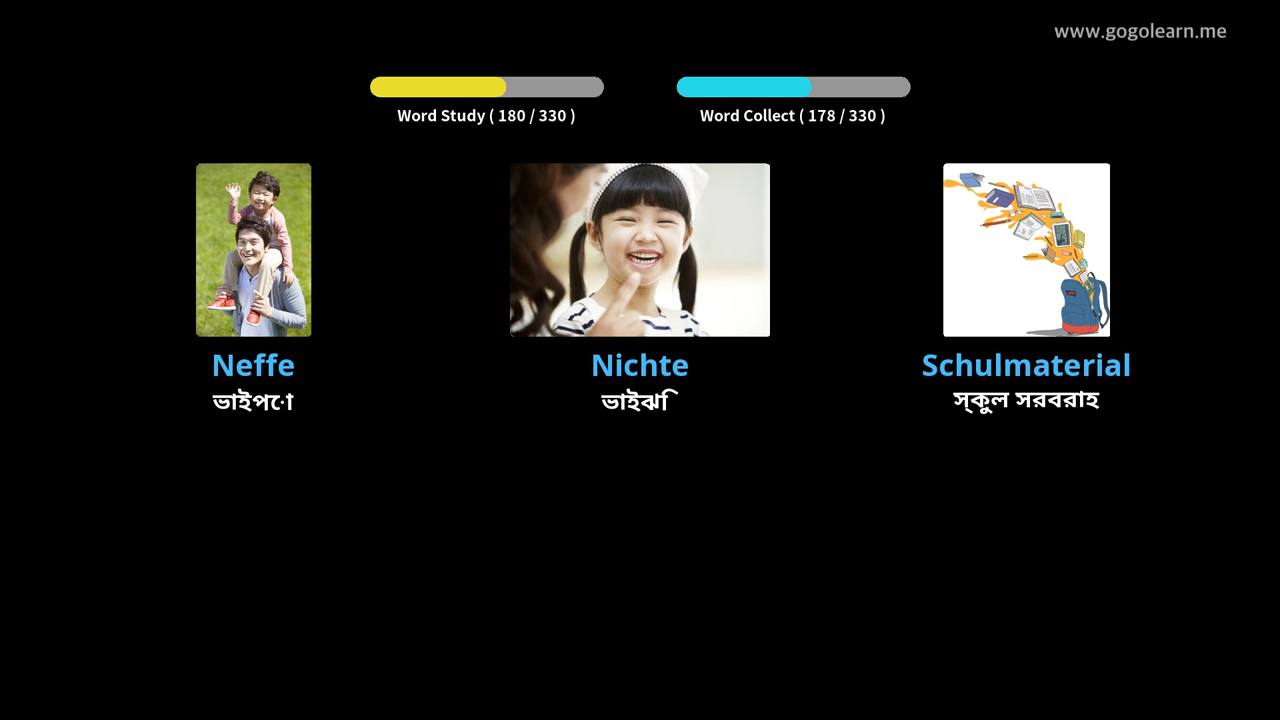 www.gogolearn.me
Word Study ( 180 / 330 )
Word Collect ( 178 / 330 )
Neffe
Nichte
Schulmaterial
ভাইপো
ভাইঝি
স্কুল সরবরাহ